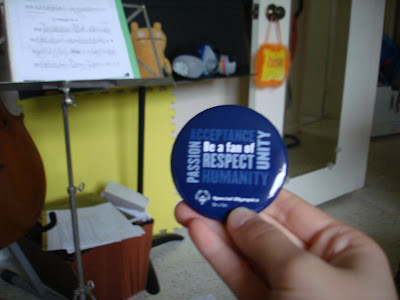 ACCEPTANCE
Be a fan of
PASSION
RESPECT
UNITY
HUMANITY
Special Olympics